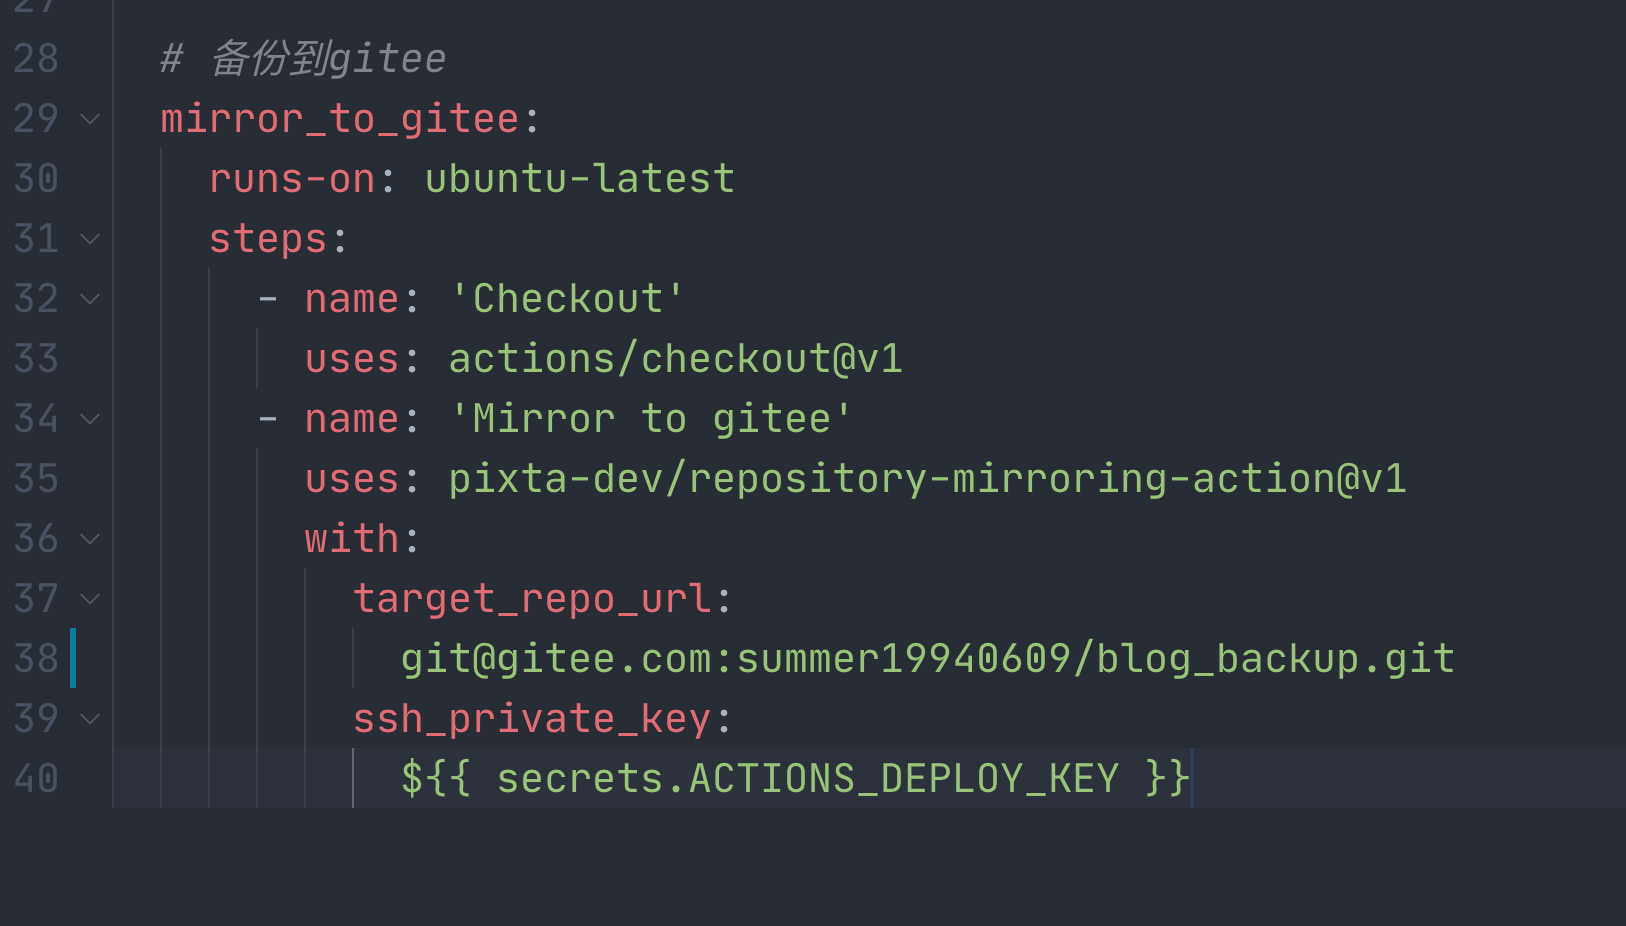 27
28 # 备份到gitee
29 mirror_to_gitee:
30 runs-on: ubuntu-latest
31 steps:
32 - name: 'Checkout'
33 uses: actions/checkout@v1
34 - name: 'Mirror to gitee'
35 uses: pixta-dev/repository-mirroring-action@v1
36 with:
37 target_repo_url:
38 git@gitee.com:summer19940609/blog_backup.git
39 ssh_private_key:
40 ${{ secrets.ACTIONS_DEPLOY_KEY }}